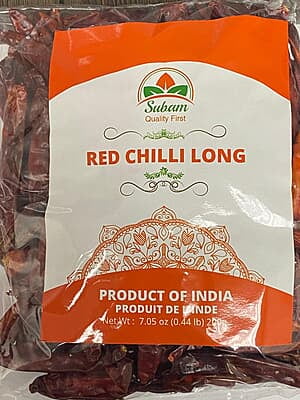 Subam
Quality First
RED CHILLI LONG
PRODUCT OF INDIA
PRODUIT DE L'INDE
Net Wt : 7.05 oz (0.44 lb)